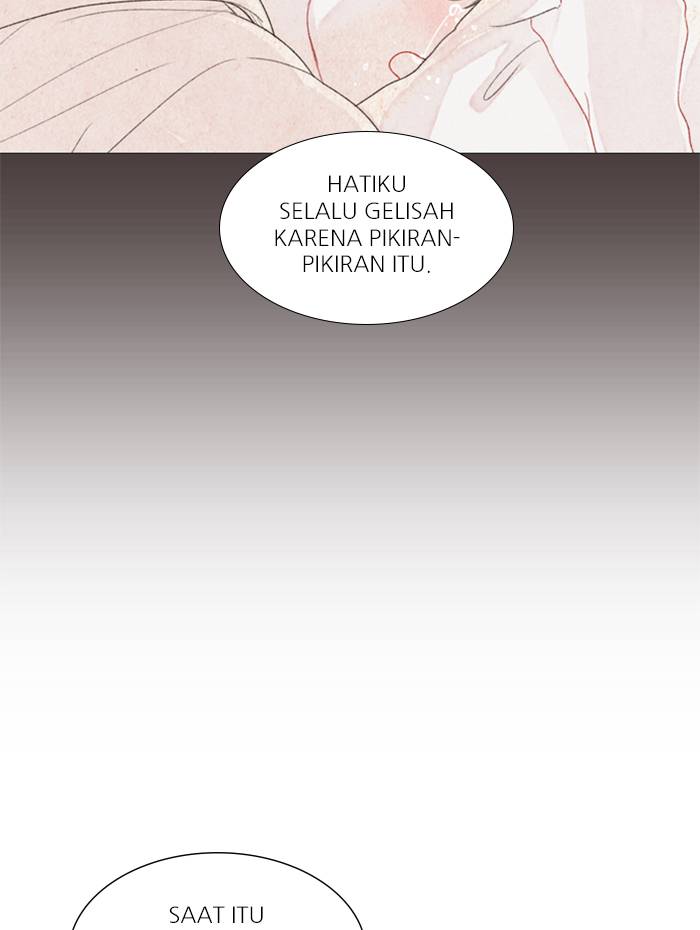 HATIKU
SELALU GELISAH
KARENA PIKIRAN-
PIKIRAN ITU.
SAAT ITU